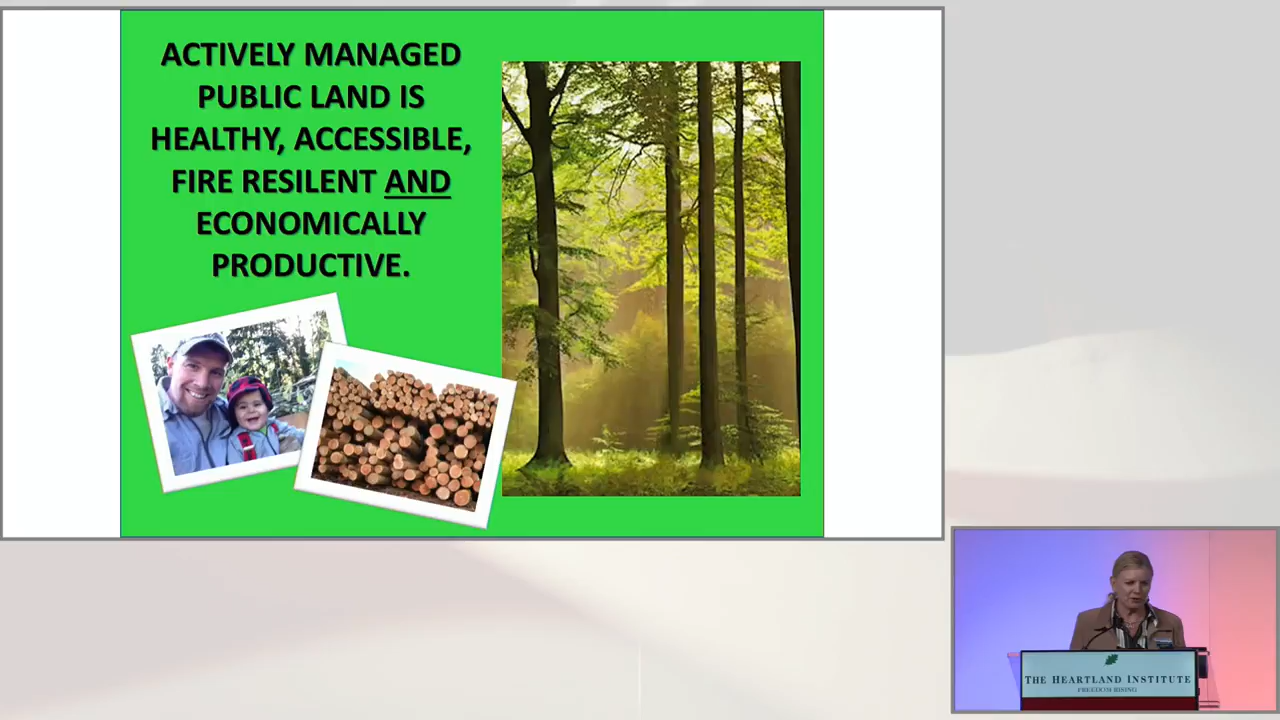 ACTIVELY MANAGED
PUBLIC LAND IS
HEALTHY, ACCESSIBLE,
FIRE RESILENT AND
ECONOMICALLY
PRODUCTIVE.
THE HEARTLAND INSTITUTE
FREEDOM RISING